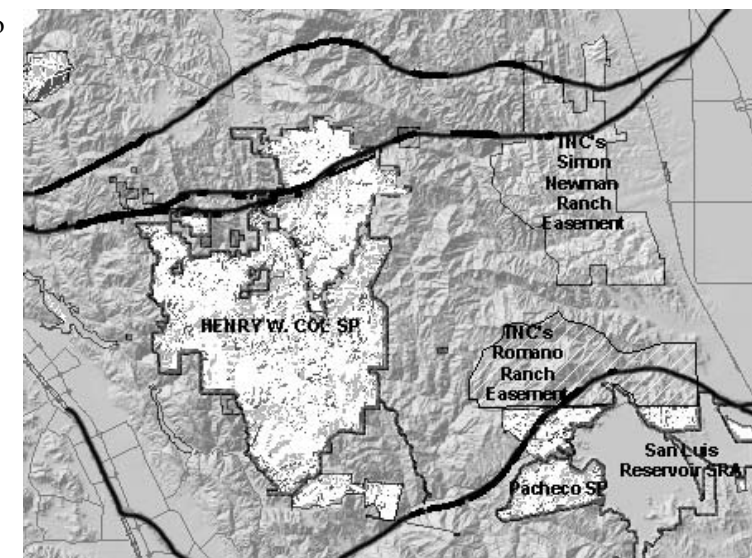 TNC's
Simon
Newman
Ranch
Easement
HENRY W. COE SP
TNC's
Romano
Ranch
Easement
San Luis
Reservoir SRA
Pacheco SP